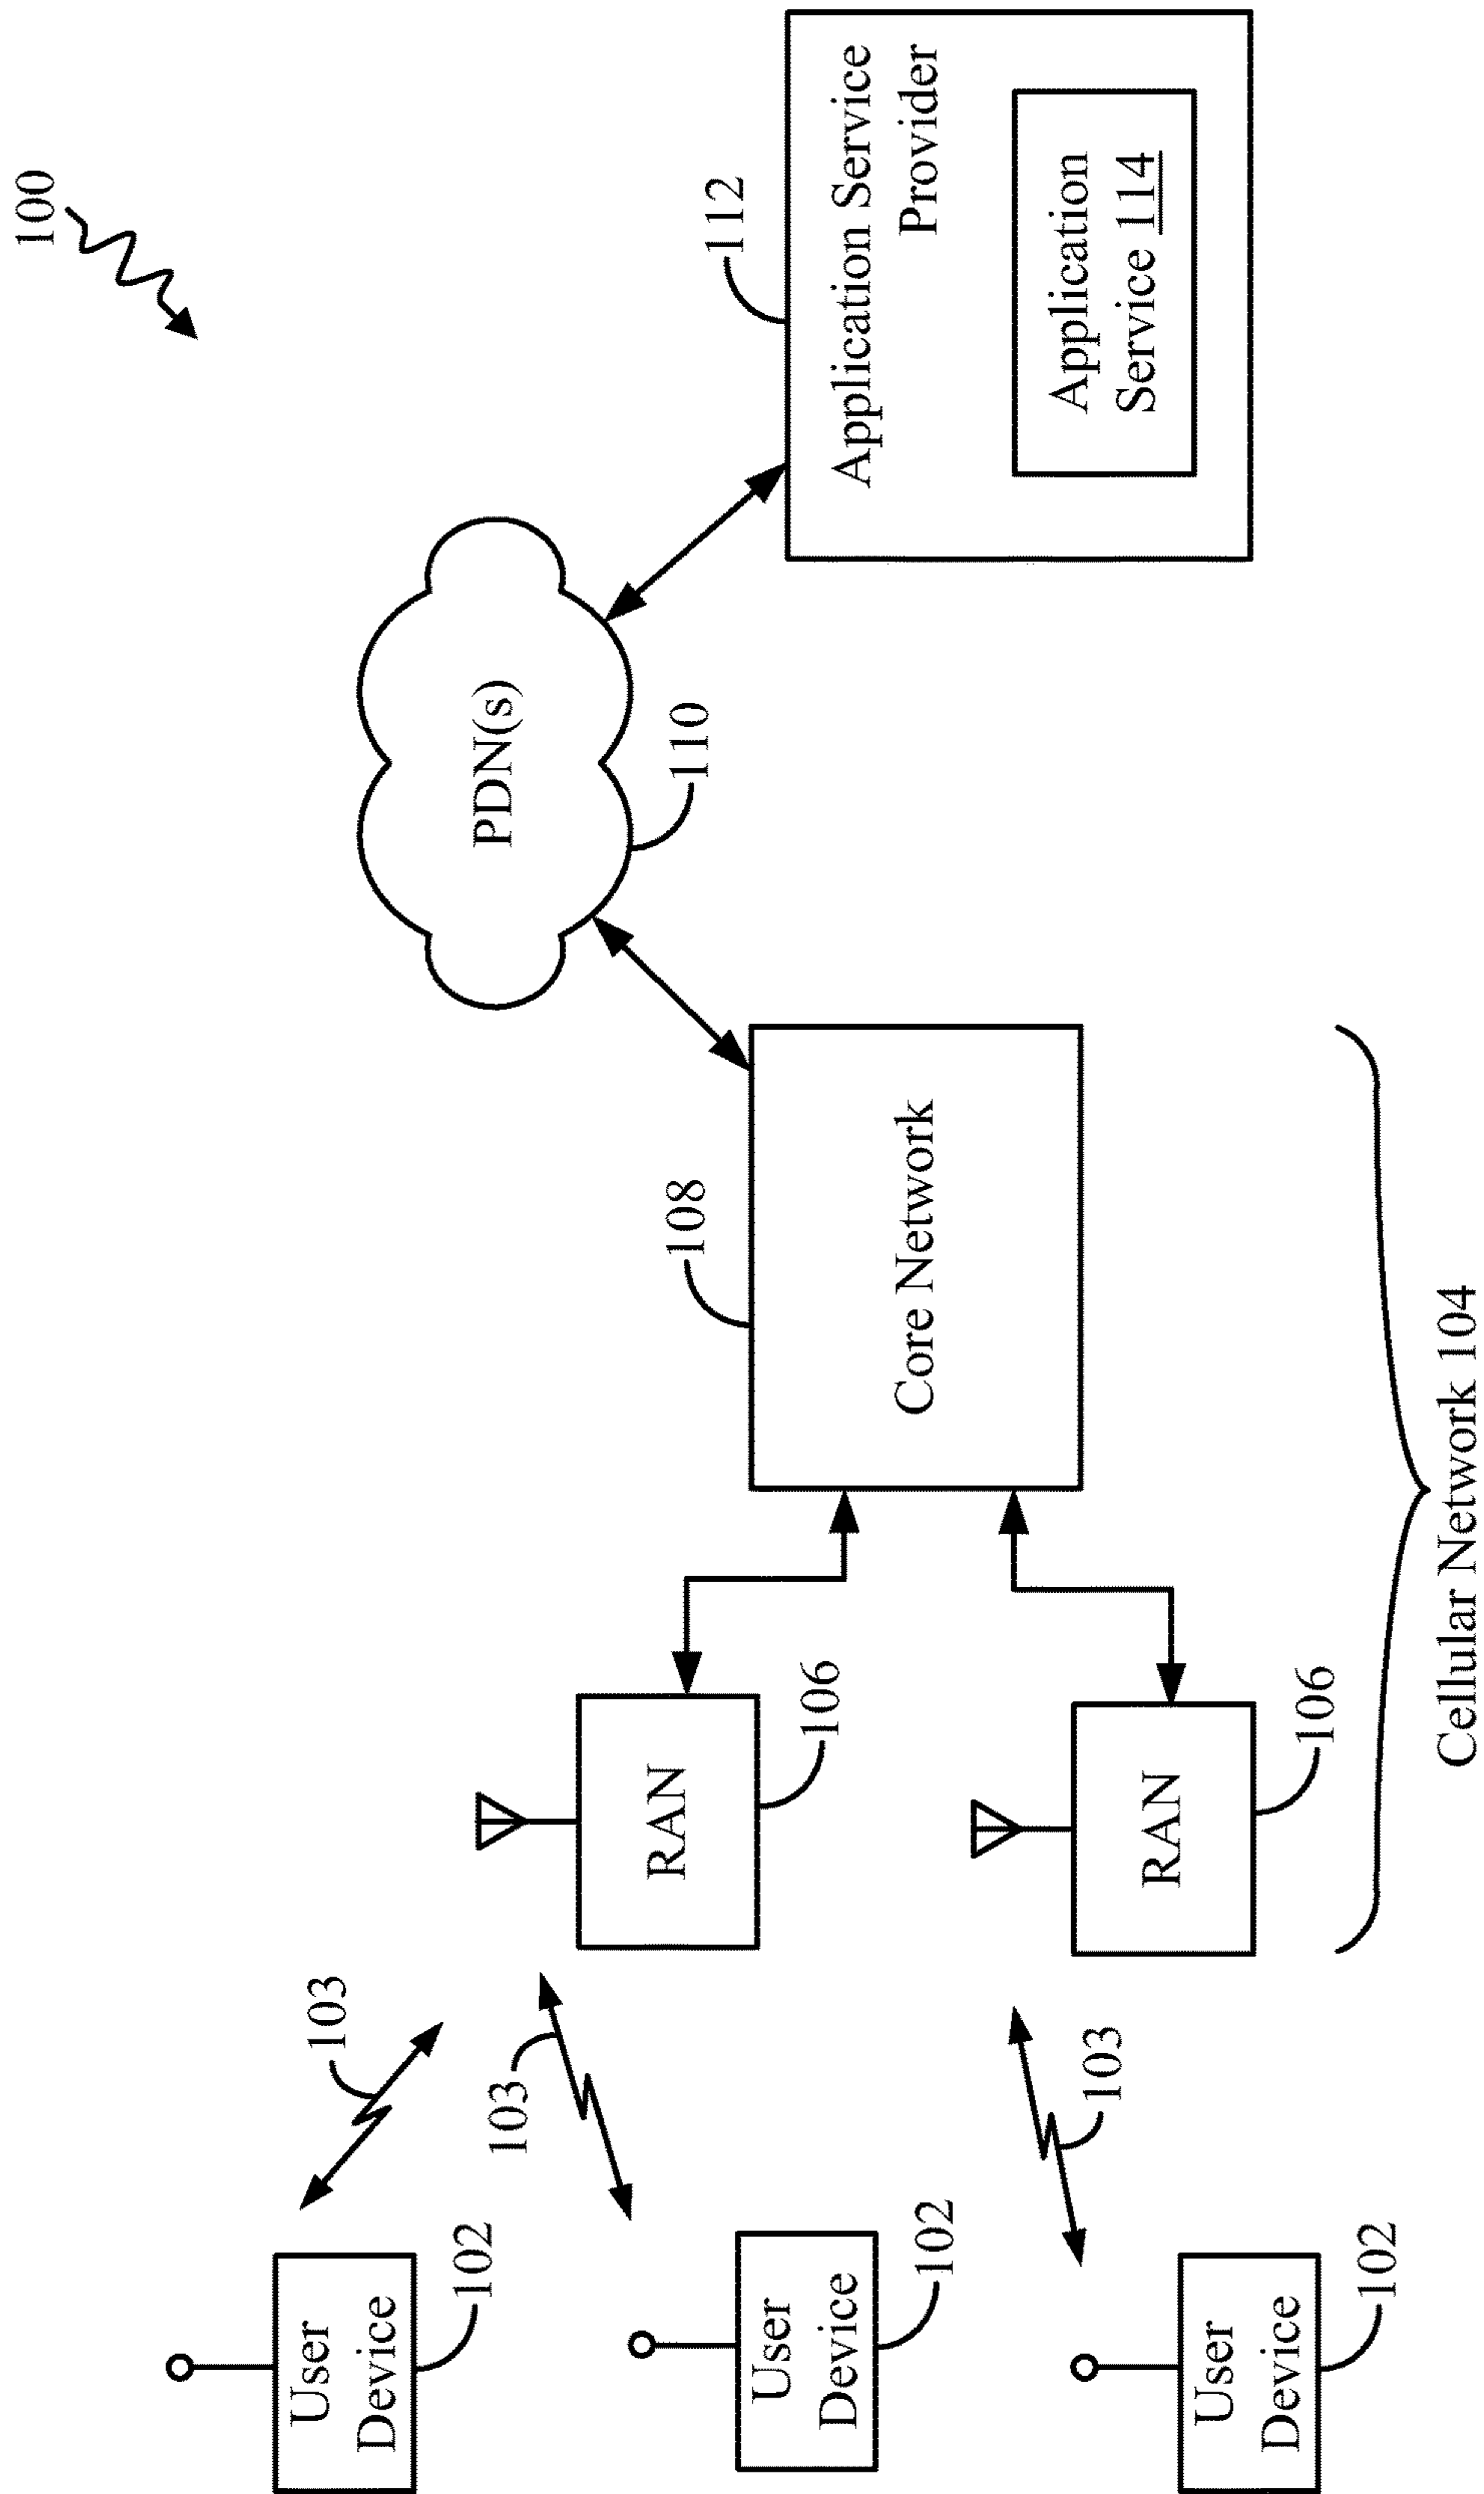 100
Application Service
Provider
112
Application
Service 114
PDN(s)
110
108
Core Network
RAN
106
RAN
106
Cellular Network 104
103
103
103
User
Device
102
User
Device
102
User
Device
102